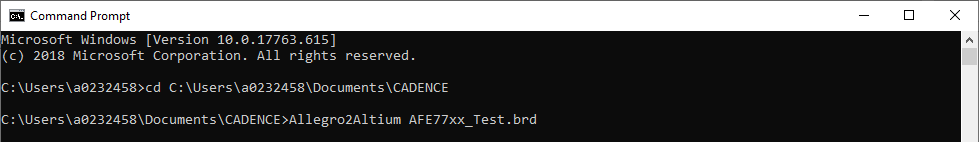 Command Prompt
Microsoft Windows [Version 10.0.17763.615]
(c) 2018 Microsoft Corporation. All rights reserved.
C:\Users\a0232458>cd C:\Users\a0232458\Documents\CADENCE
C:\Users\a0232458\Documents\CADENCE>Allegro2Altium AFE77xx_Test.brd